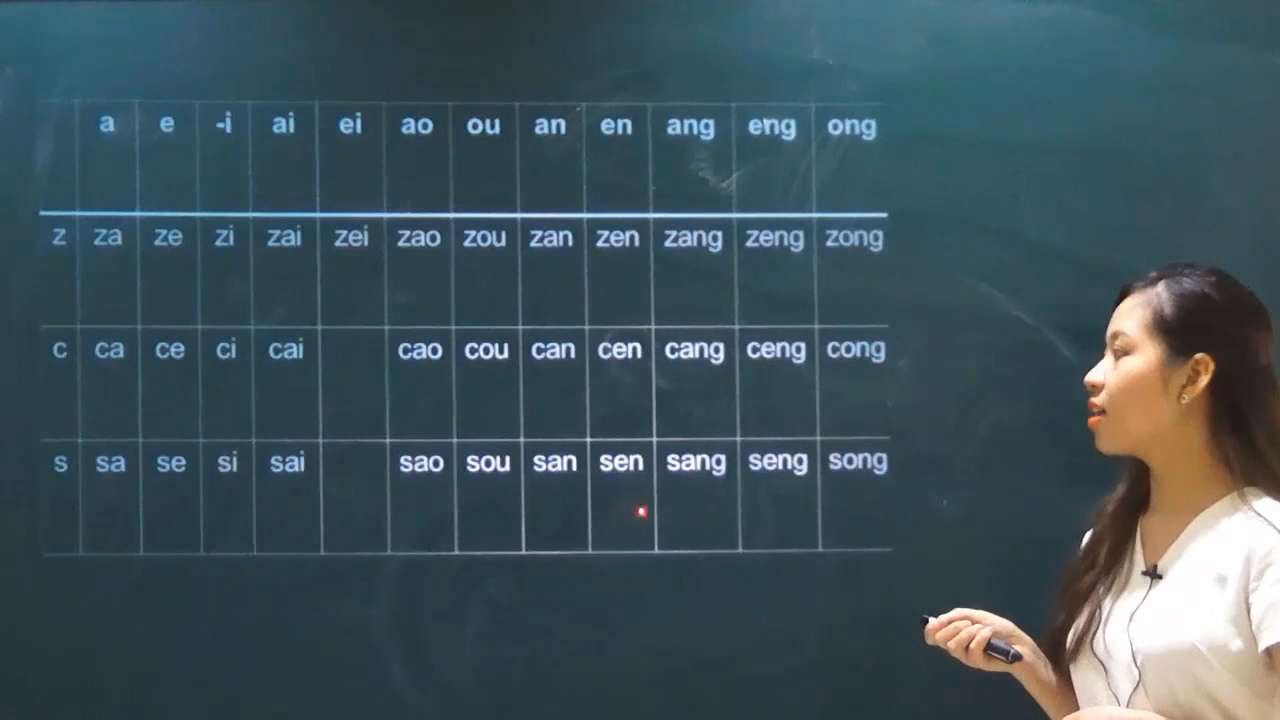 a e -i ai ei ao ou an en ang eng ong
z za ze zi zai zei zao zou zan zen zang zeng zong
c ca ce ci cai cao cou can cen cang ceng cong
s sa se si sai sao sou san sen sang seng song